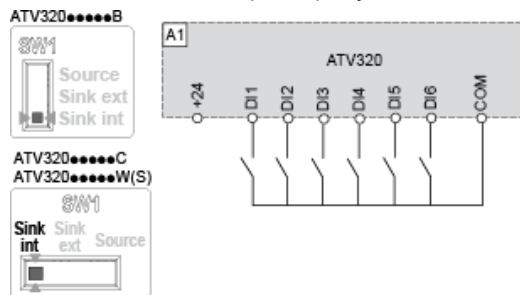 ATV320●●●●●B
SW1
Source
Sink ext
Sink int
ATV320●●●●●C
ATV320●●●●●W(S)
SW1
Sink int
Sink ext
Source
A1
ATV320
+24
DI1
DI2
DI3
DI4
DI5
DI6
COM